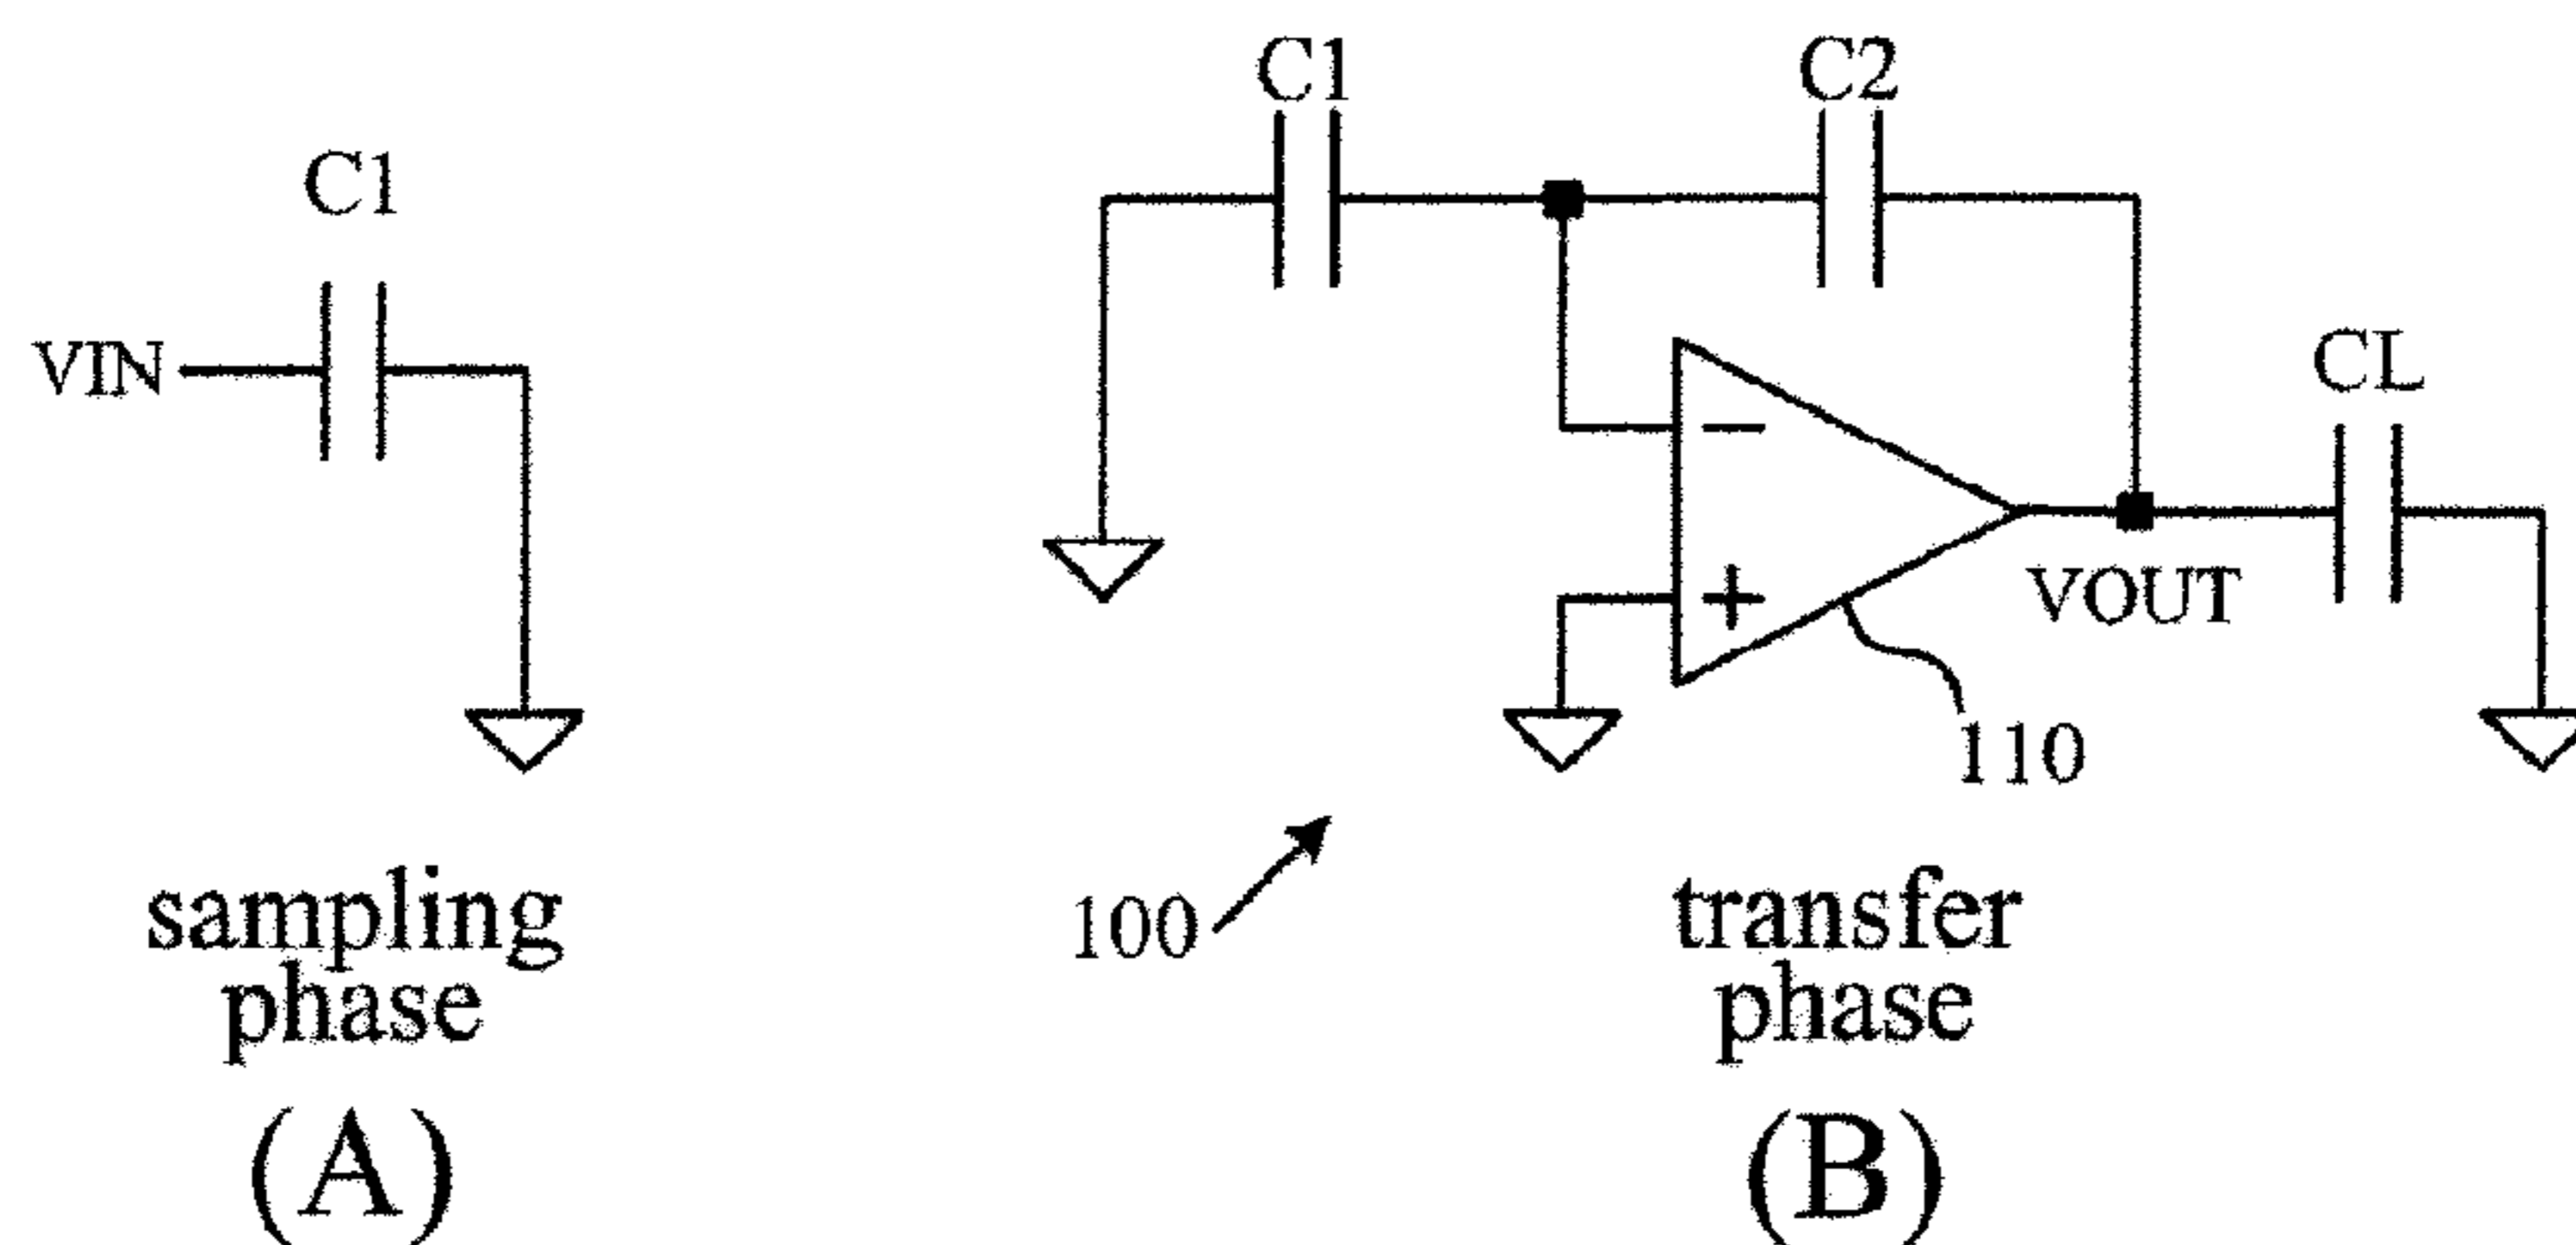 C1
VIN
sampling
phase
(A)
C1
C2
CL
−
+
VOUT
110
100
transfer
phase
(B)